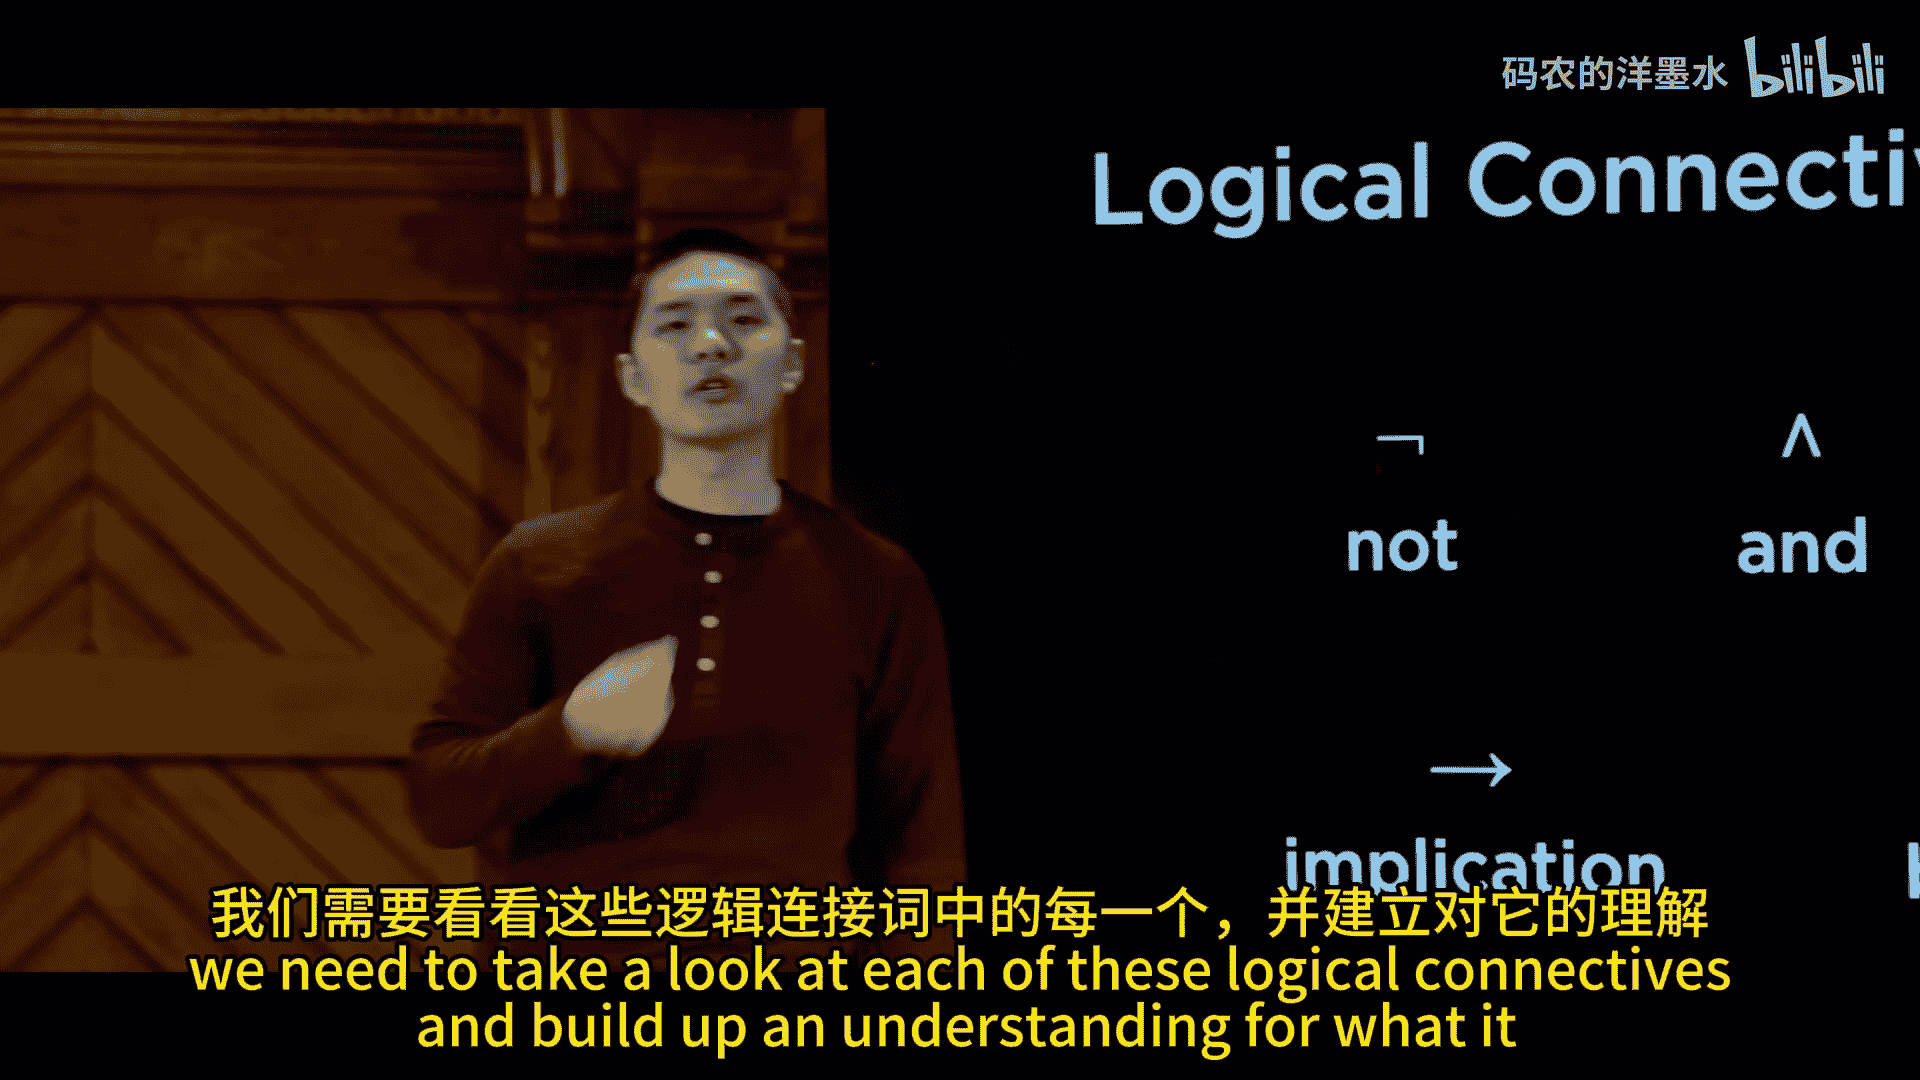 码农的洋墨水 bilibili
Logical Connecti
¬
∧
not
and
→
implication
我们需要看看这些逻辑连接词中的每一个，并建立对它的理解
we need to take a look at each of these logical connectives
and build up an understanding for what it